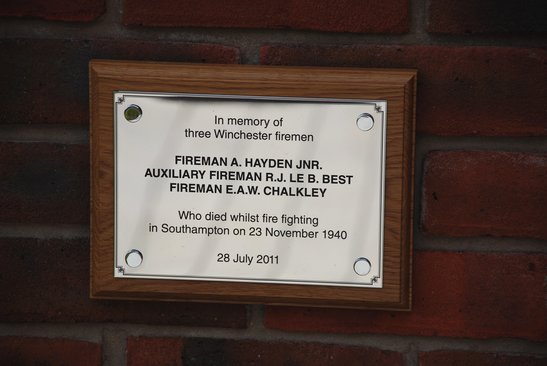 In memory of
three Winchester firemen
FIREMAN A. HAYDEN JNR.
AUXILIARY FIREMAN R.J. LE B. BEST
FIREMAN E.A.W. CHALKLEY
Who died whilst fire fighting
in Southampton on 23 November 1940
28 July 2011